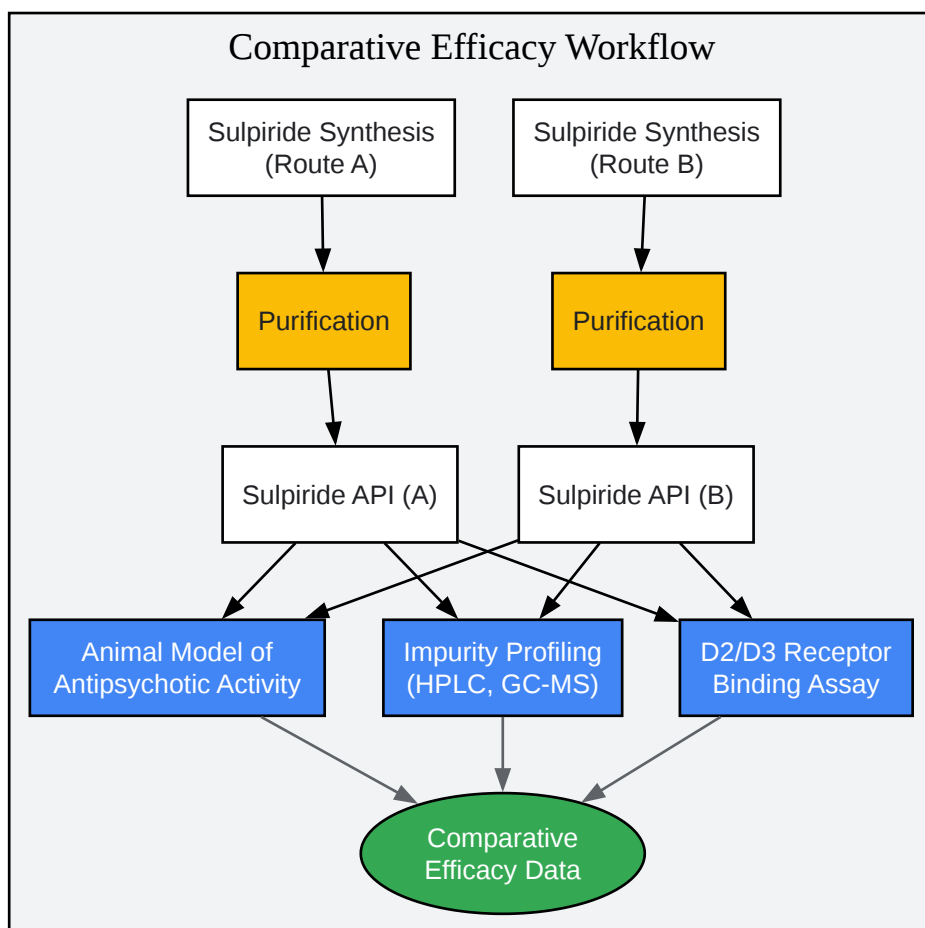 Comparative Efficacy Workflow
Sulpiride Synthesis
(Route A)
Sulpiride Synthesis
(Route B)
Purification
Purification
Sulpiride API (A)
Sulpiride API (B)
Animal Model of
Antipsychotic Activity
Impurity Profiling
(HPLC, GC-MS)
D2/D3 Receptor
Binding Assay
Comparative
Efficacy Data